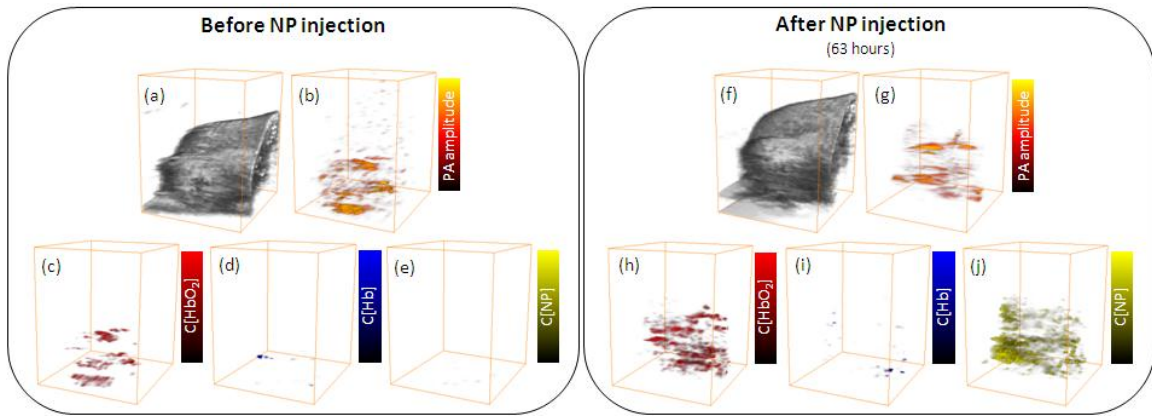 Before NP injection
(a)
(b)
PA amplitude
(c)
C[HbO₂]
(d)
C[Hb]
(e)
C[NP]
After NP injection
(63 hours)
(f)
(g)
PA amplitude
(h)
C[HbO₂]
(i)
C[Hb]
(j)
C[NP]